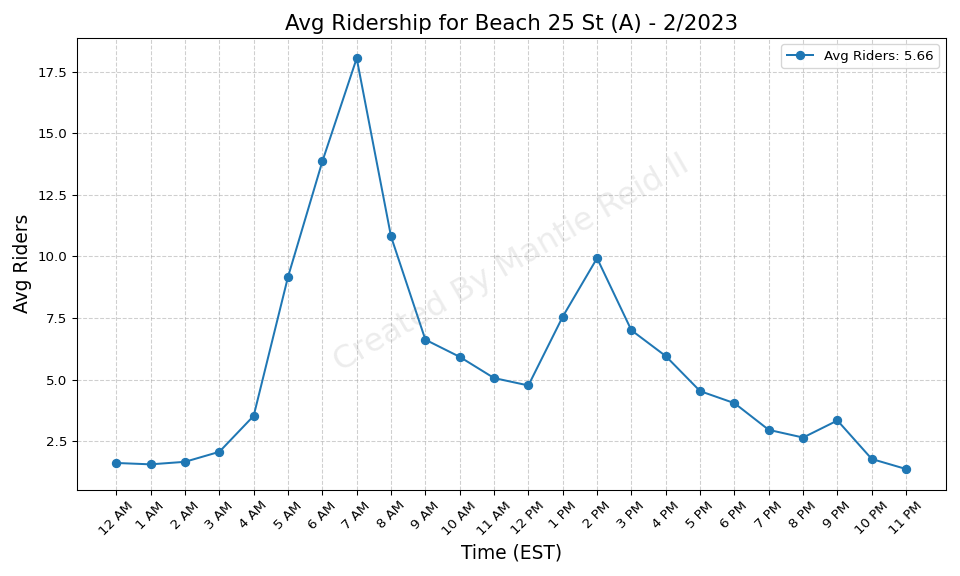 Avg Ridership for Beach 25 St (A) - 2/2023
Avg Riders: 5.66
17.5
15.0
12.5
10.0
7.5
5.0
2.5
Avg Riders
Created By Mantie Reid II
12 AM
1 AM
2 AM
3 AM
4 AM
5 AM
6 AM
7 AM
8 AM
9 AM
10 AM
11 AM
12 PM
1 PM
2 PM
3 PM
4 PM
5 PM
6 PM
7 PM
8 PM
9 PM
10 PM
11 PM
Time (EST)